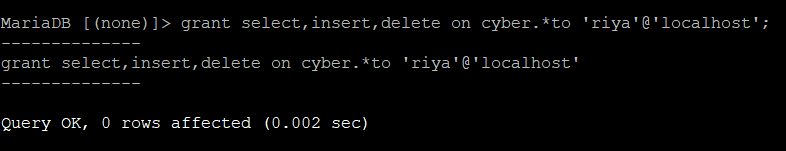 MariaDB [(none)]> grant select,insert,delete on cyber.*to 'riya'@'localhost';
--------------
grant select,insert,delete on cyber.*to 'riya'@'localhost'
--------------
Query OK, 0 rows affected (0.002 sec)